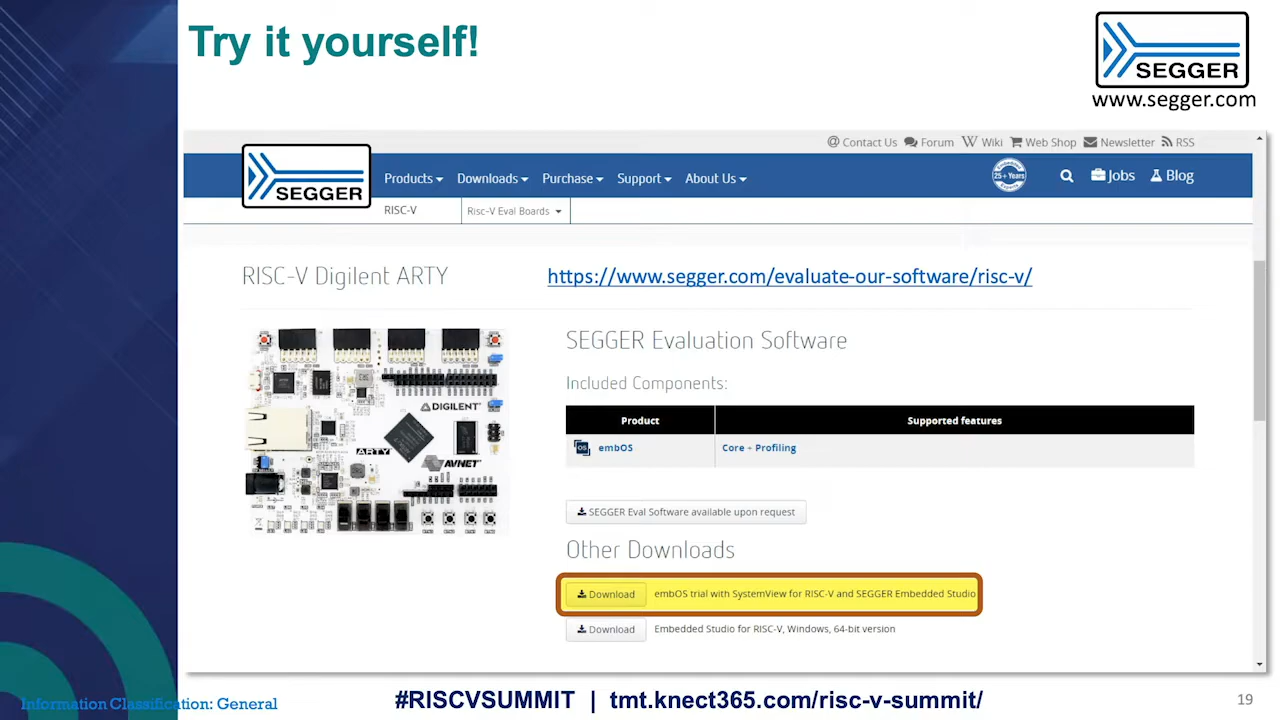 Try it yourself!
SEGGER
www.segger.com
Contact Us Forum Wiki Web Shop Newsletter RSS
SEGGER
Products Downloads Purchase Support About Us
25+ Years
Jobs Blog
RISC-V
Risc-V Eval Boards
RISC-V Digilent ARTY
https://www.segger.com/evaluate-our-software/risc-v/
DIGILENT
ARTY
AVNET
SEGGER Evaluation Software
Included Components:
Product Supported features
OS embOS Core + Profiling
SEGGER Eval Software available upon request
Other Downloads
Download embOS trial with SystemView for RISC-V and SEGGER Embedded Studio
Download Embedded Studio for RISC-V, Windows, 64-bit version
Information Classification: General
#RISCVSUMMIT | tmt.knect365.com/risc-v-summit/
19